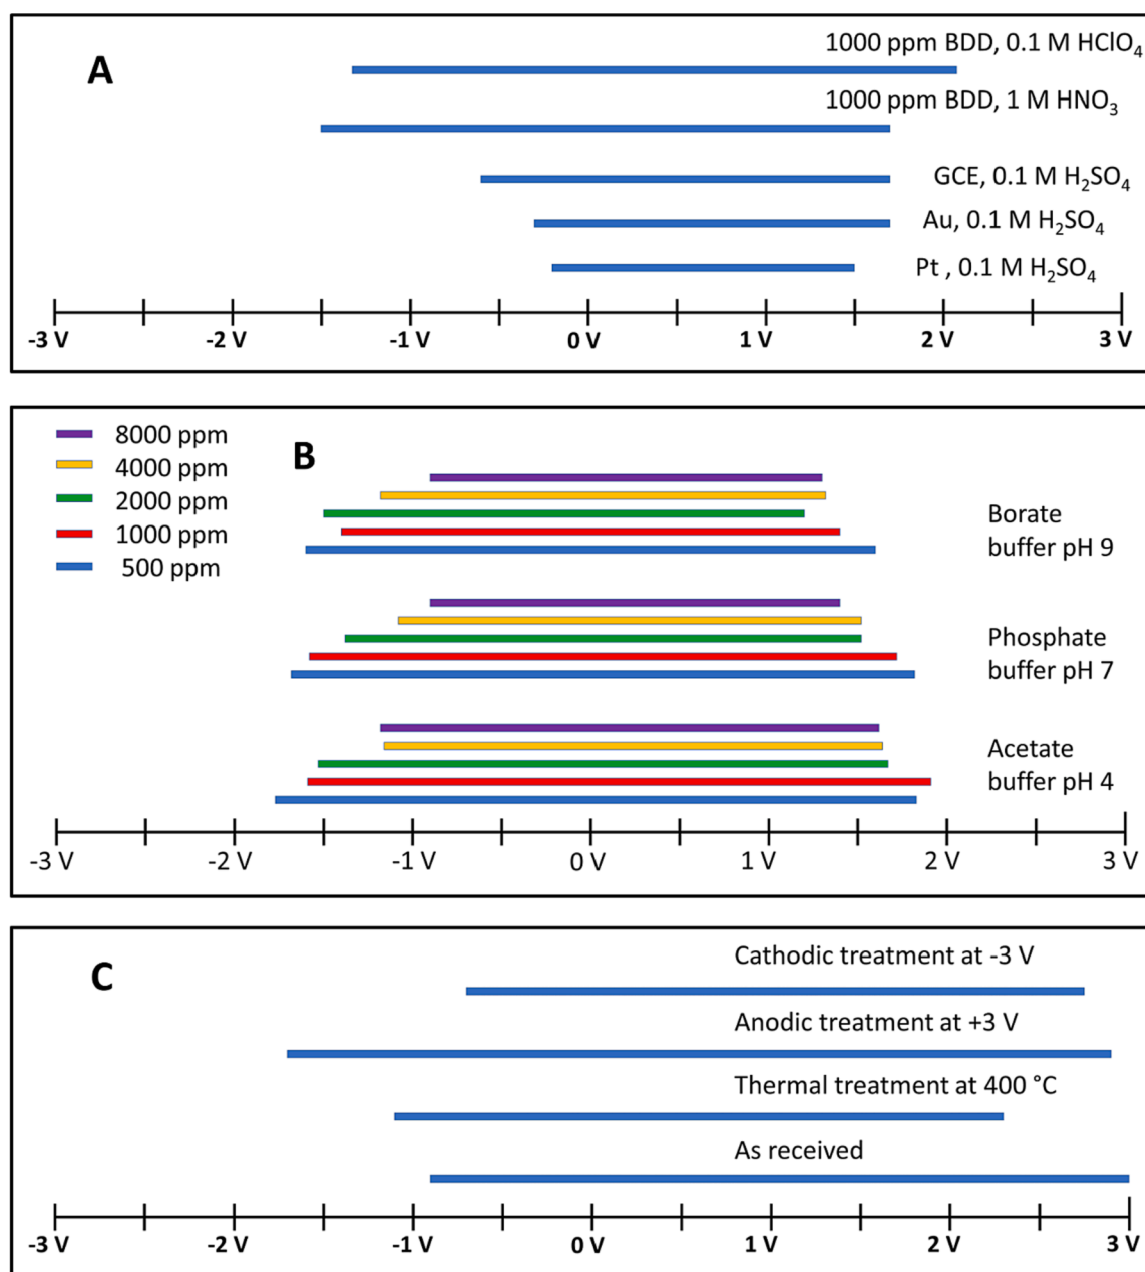 A
1000 ppm BDD, 0.1 M HClO₄
1000 ppm BDD, 1 M HNO₃
GCE, 0.1 M H₂SO₄
Au, 0.1 M H₂SO₄
Pt , 0.1 M H₂SO₄
-3 V -2 V -1 V 0 V 1 V 2 V 3 V
B
8000 ppm
4000 ppm
2000 ppm
1000 ppm
500 ppm
Borate
buffer pH 9
Phosphate
buffer pH 7
Acetate
buffer pH 4
-3 V -2 V -1 V 0 V 1 V 2 V 3 V
C
Cathodic treatment at -3 V
Anodic treatment at +3 V
Thermal treatment at 400 °C
As received
-3 V -2 V -1 V 0 V 1 V 2 V 3 V